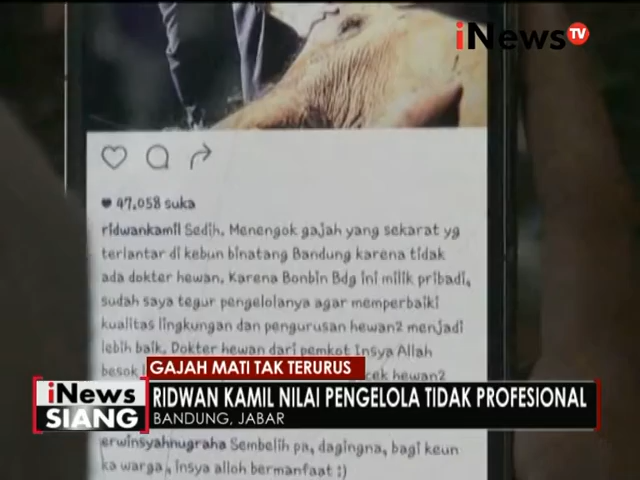 iNews TV
47.058 suka
ridwankamil Sedih. Menengok gajah yang sekarat yg
terlantar di kebun binatang Bandung karena tidak
ada dokter hewan. Karena Bonbin Bdg ini milik pribadi,
sudah saya tegur pengelolanya agar memperbaiki
kualitas lingkungan dan pengurusan hewan2 menjadi
lebih baik. Dokter hewan dari pemkot Insya Allah
besok
cek hewan2
GAJAH MATI TAK TERURUS
iNews
SIANG
RIDWAN KAMIL NILAI PENGELOLA TIDAK PROFESIONAL
BANDUNG, JABAR
erwinsyahnugraha Sembelih pa, dagingna, bagi keun
ka warga, insya alloh bermanfaat :)